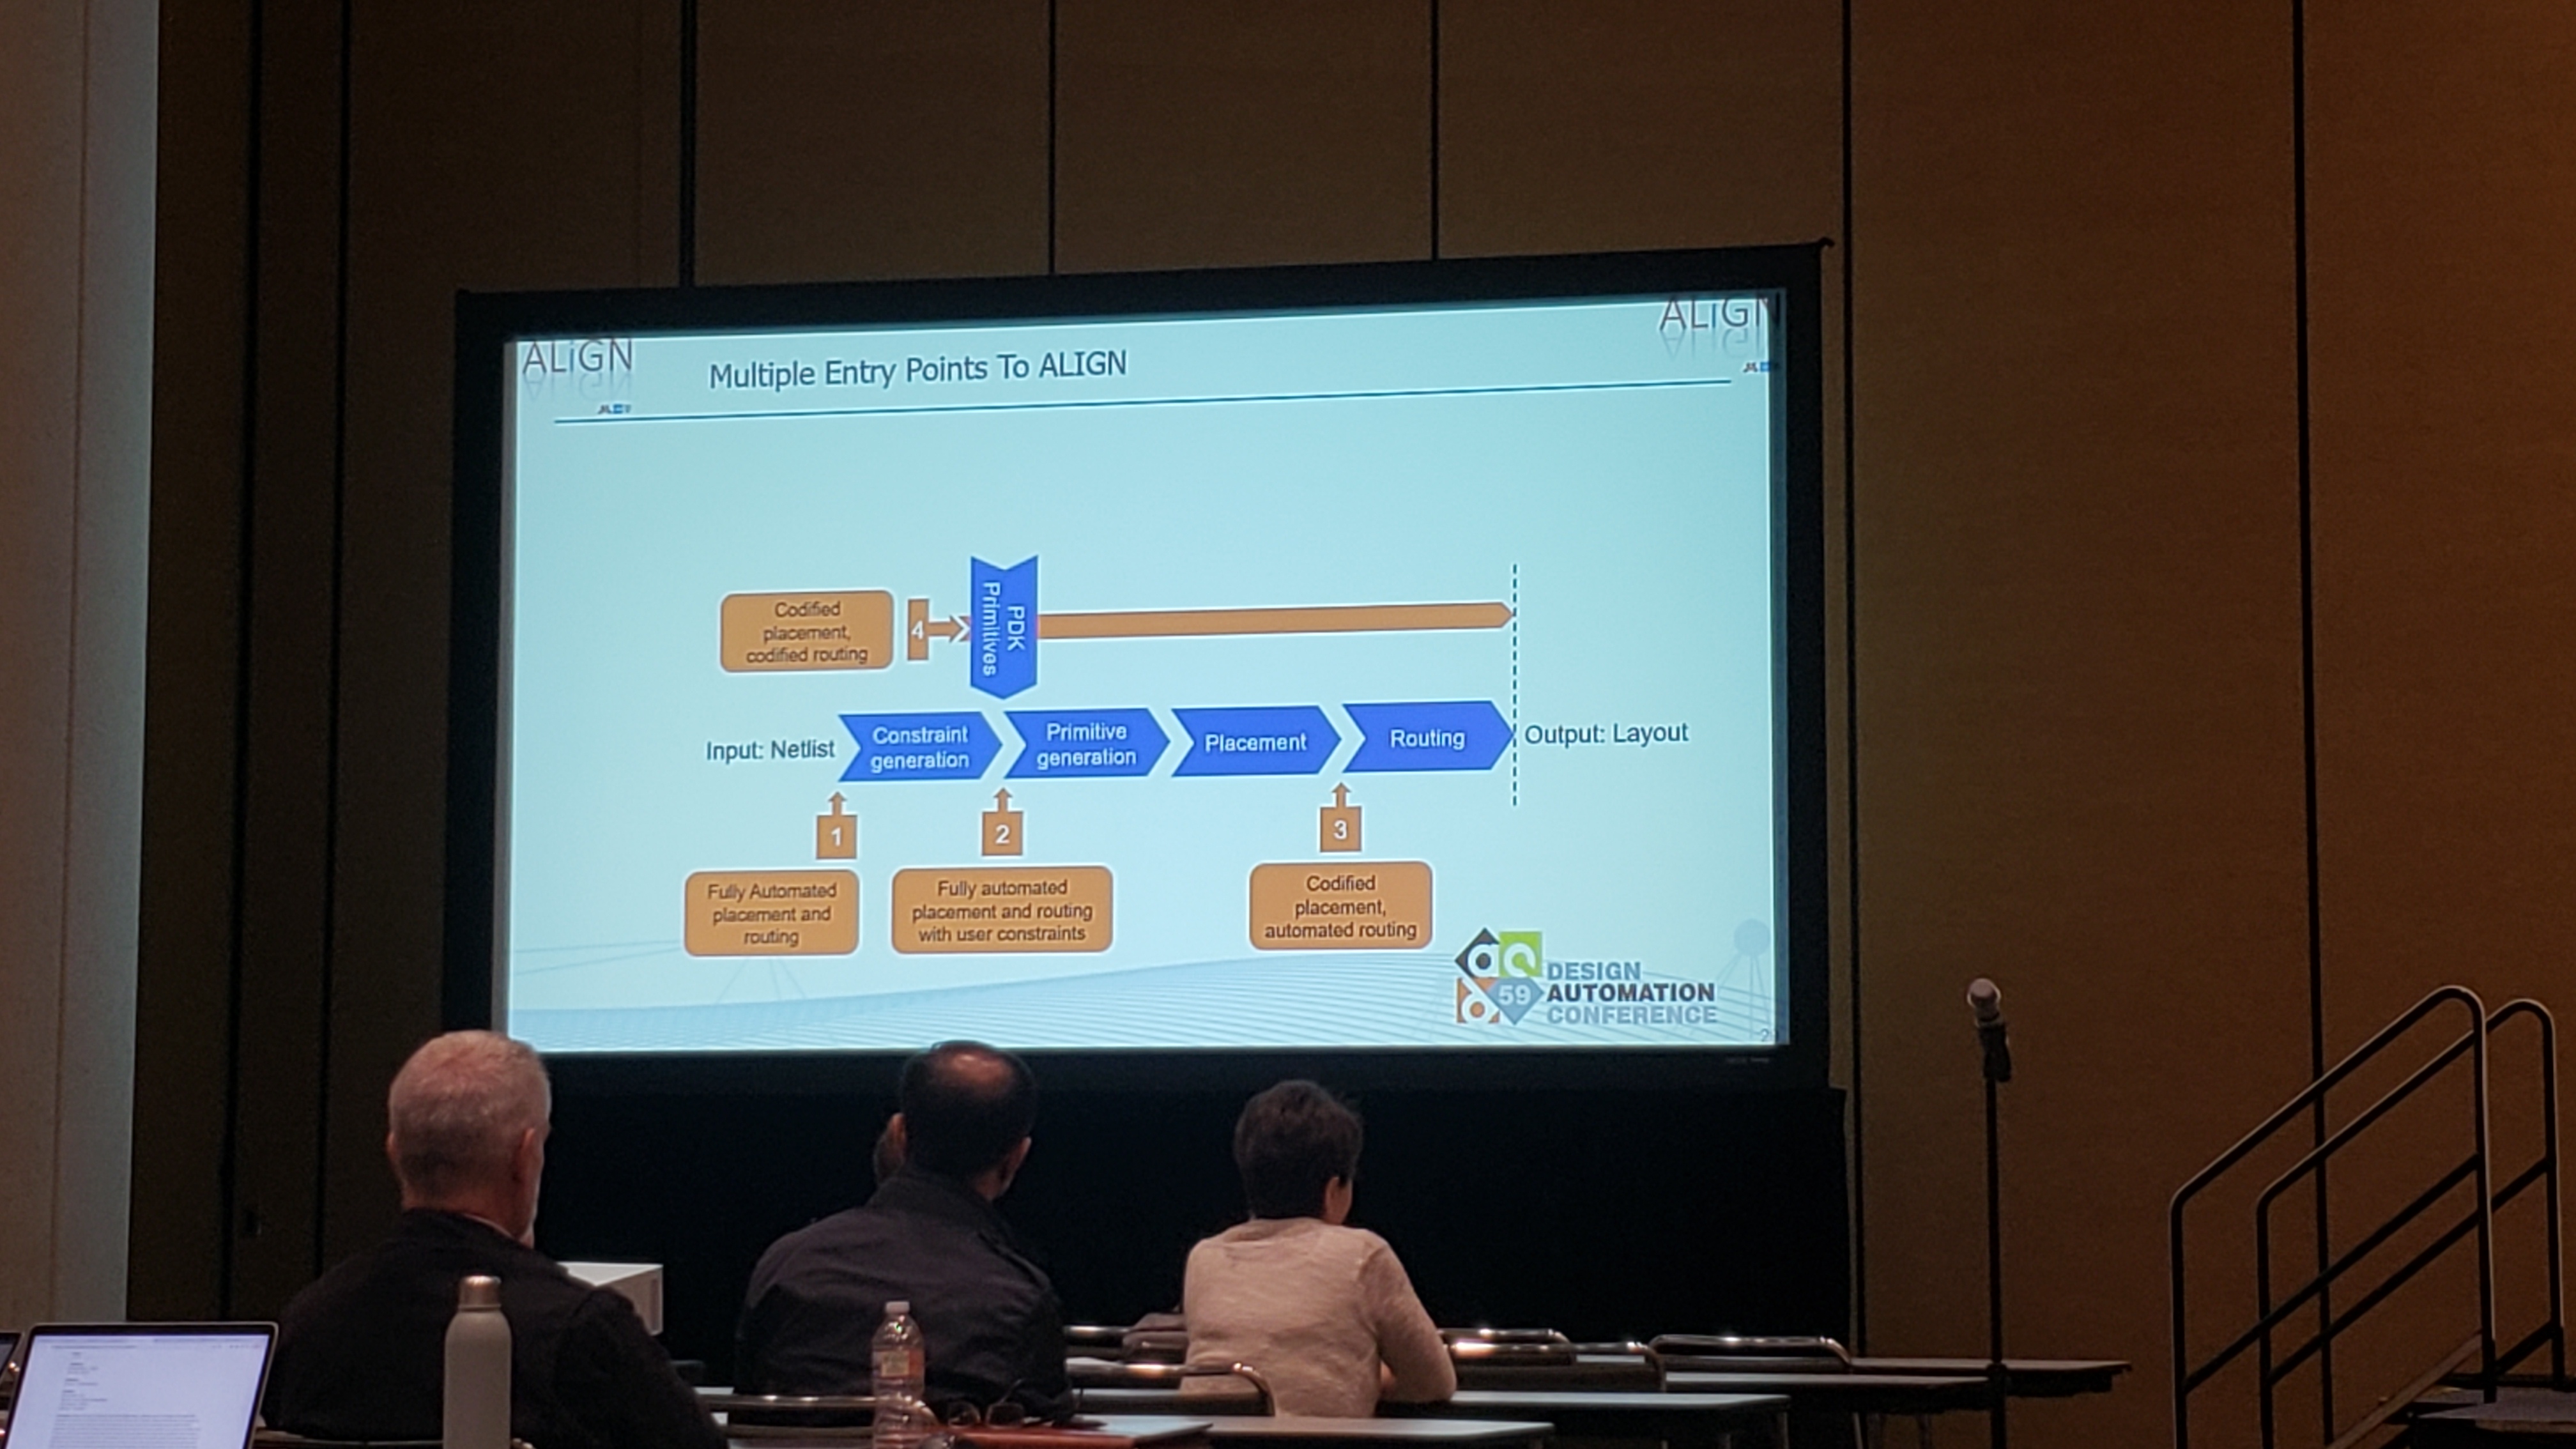 ALiGN
ALiGN
Multiple Entry Points To ALIGN
Codified
placement,
codified routing
4
PDK
Primitives
Input: Netlist
Constraint
generation
Primitive
generation
Placement
Routing
Output: Layout
1
2
3
Fully Automated
placement and
routing
Fully automated
placement and routing
with user constraints
Codified
placement,
automated routing
59
DESIGN
AUTOMATION
CONFERENCE